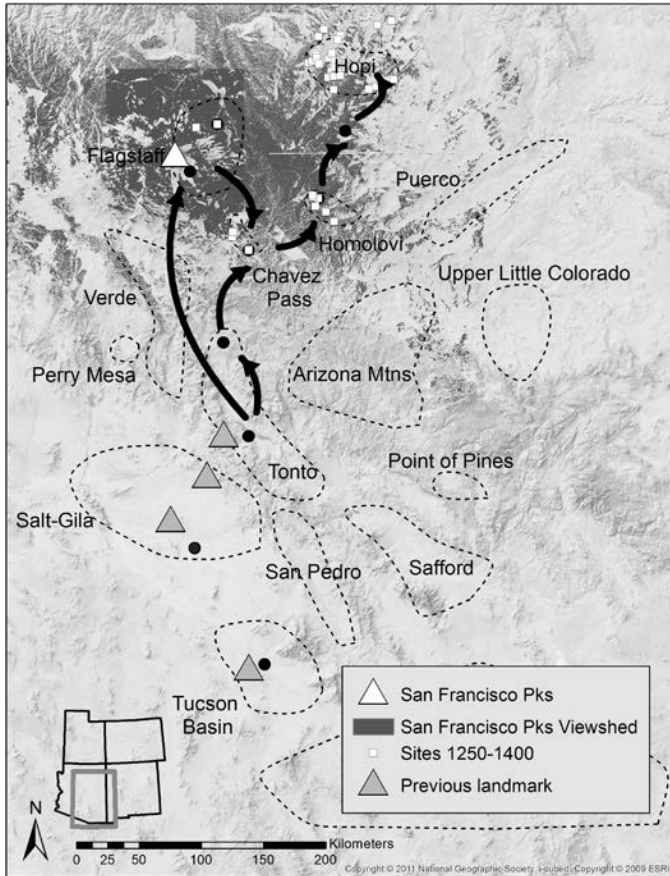 Hopi
Flagstaff
Puerco
Homolovi
Chavez
Pass
Upper Little Colorado
Verde
Perry Mesa
Arizona Mtns
Tonto
Point of Pines
Salt-Gila
San Pedro
Safford
Tucson
Basin
San Francisco Pks
San Francisco Pks Viewshed
Sites 1250-1400
Previous landmark
N
Kilometers
0 25 50 100 150 200
Copyright © 2011 National Geographic Society, i-cubed Copyright © 2009 ESRI